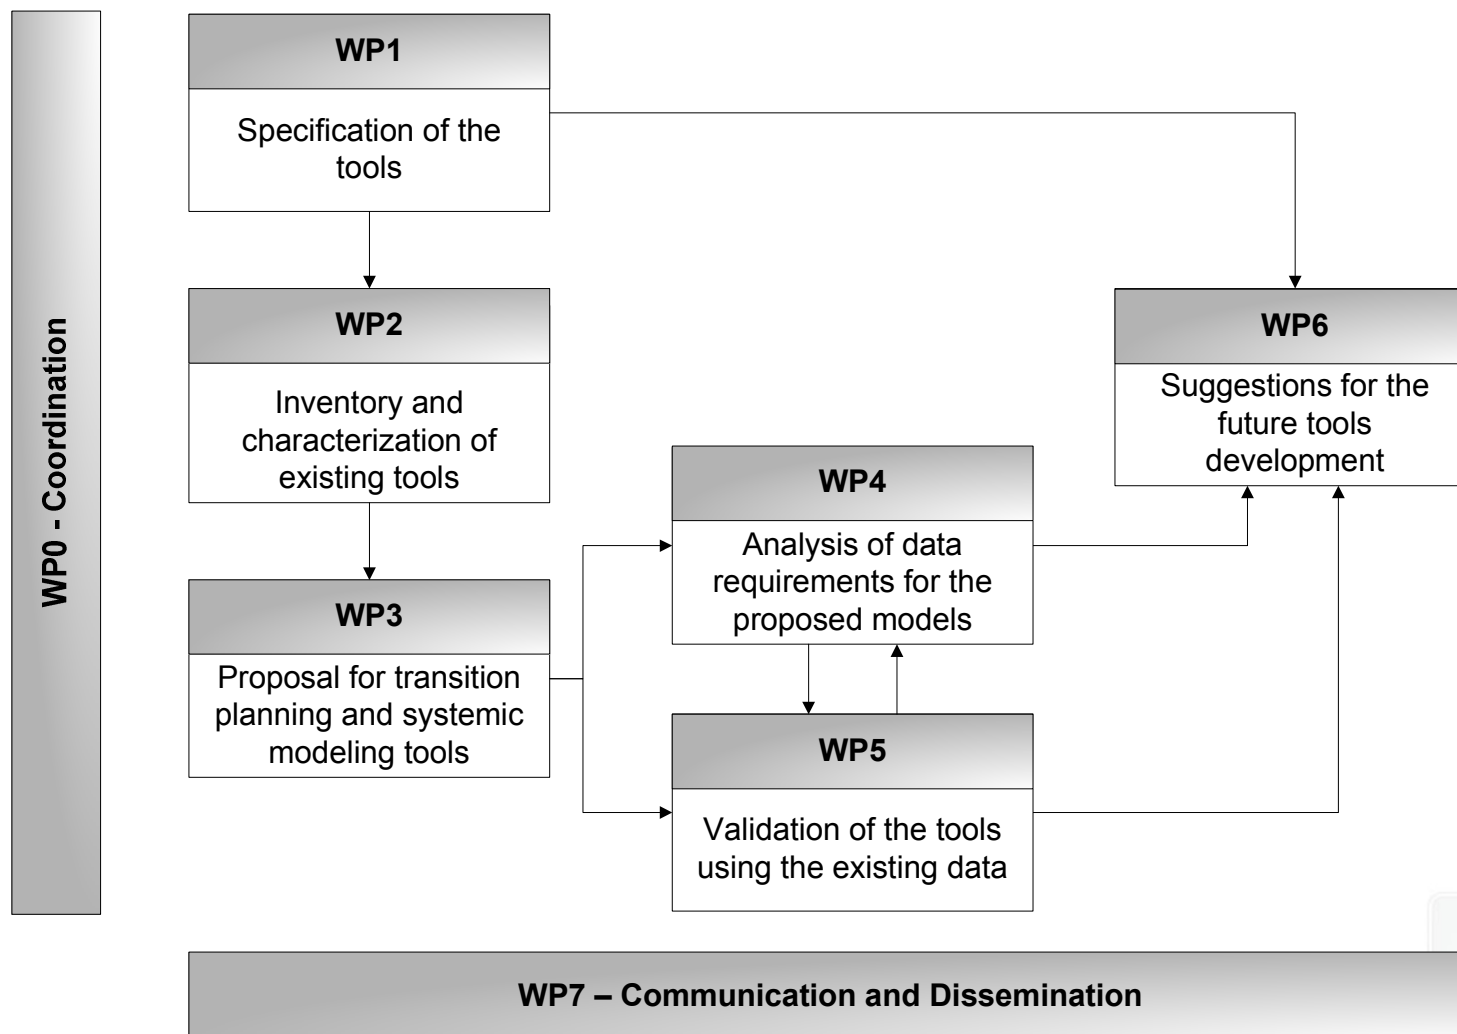 WP0 - Coordination
WP1
Specification of the
tools
WP2
Inventory and
characterization of
existing tools
WP3
Proposal for transition
planning and systemic
modeling tools
WP4
Analysis of data
requirements for the
proposed models
WP5
Validation of the tools
using the existing data
WP6
Suggestions for the
future tools
development
WP7 – Communication and Dissemination